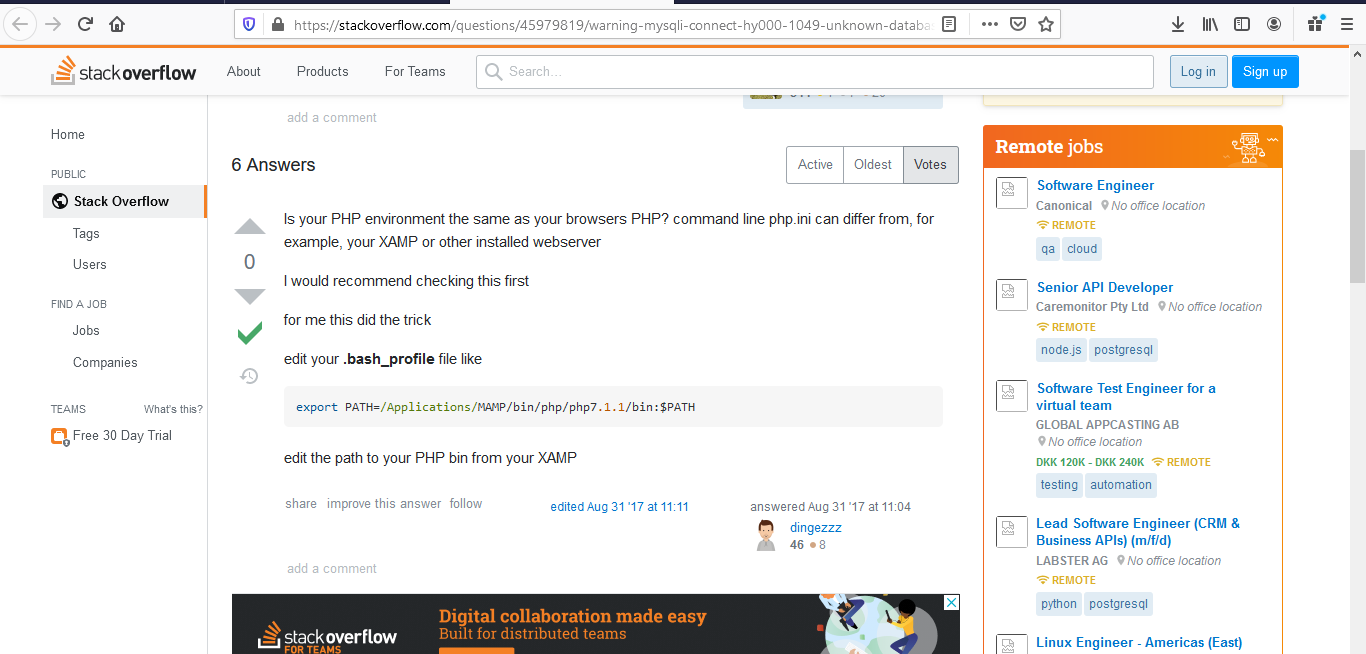 https://stackoverflow.com/questions/45979819/warning-mysqli-connect-hy000-1049-unknown-databas
stackoverflow
About
Products
For Teams
Search...
Log in
Sign up
Home
PUBLIC
Stack Overflow
Tags
Users
FIND A JOB
Jobs
Companies
TEAMS
What's this?
Free 30 Day Trial
add a comment
6 Answers
Active
Oldest
Votes
0
Is your PHP environment the same as your browsers PHP? command line php.ini can differ from, for
example, your XAMP or other installed webserver
I would recommend checking this first
for me this did the trick
edit your .bash_profile file like
export PATH=/Applications/MAMP/bin/php/php7.1.1/bin:$PATH
edit the path to your PHP bin from your XAMP
share improve this answer follow
edited Aug 31 '17 at 11:11
answered Aug 31 '17 at 11:04
dingezzz
46 ● 8
add a comment
stackoverflow
FOR TEAMS
Digital collaboration made easy
Built for distributed teams
Remote jobs
Software Engineer
Canonical No office location
REMOTE
qa cloud
Senior API Developer
Caremonitor Pty Ltd No office location
REMOTE
node.js postgresql
Software Test Engineer for a
virtual team
GLOBAL APPCASTING AB
No office location
DKK 120K - DKK 240K REMOTE
testing automation
Lead Software Engineer (CRM &
Business APIs) (m/f/d)
LABSTER AG No office location
REMOTE
python postgresql
Linux Engineer - Americas (East)